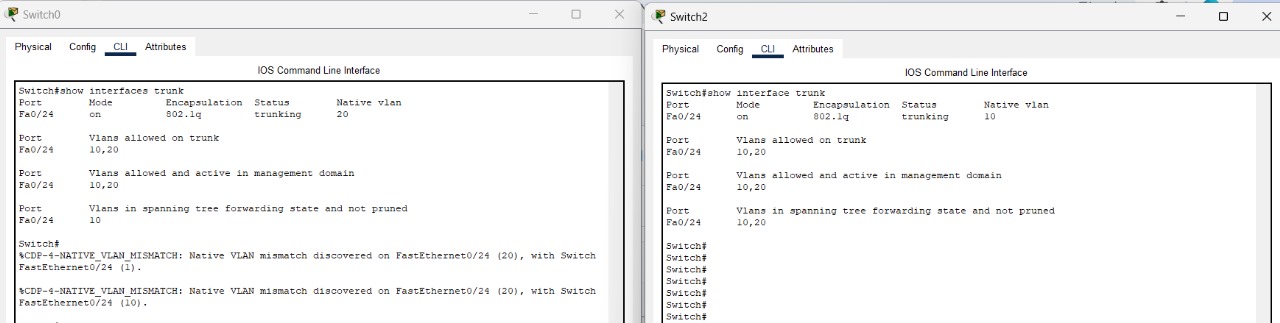 Switch0
Physical Config CLI Attributes
IOS Command Line Interface
Switch#show interfaces trunk
Port Mode Encapsulation Status Native vlan
Fa0/24 on 802.1q trunking 20
Port Vlans allowed on trunk
Fa0/24 10,20
Port Vlans allowed and active in management domain
Fa0/24 10,20
Port Vlans in spanning tree forwarding state and not pruned
Fa0/24 10
Switch#
%CDP-4-NATIVE_VLAN_MISMATCH: Native VLAN mismatch discovered on FastEthernet0/24 (20), with Switch
FastEthernet0/24 (1).
%CDP-4-NATIVE_VLAN_MISMATCH: Native VLAN mismatch discovered on FastEthernet0/24 (20), with Switch
FastEthernet0/24 (10).
Switch2
Physical Config CLI Attributes
IOS Command Line Interface
Switch#show interface trunk
Port Mode Encapsulation Status Native vlan
Fa0/24 on 802.1q trunking 10
Port Vlans allowed on trunk
Fa0/24 10,20
Port Vlans allowed and active in management domain
Fa0/24 10,20
Port Vlans in spanning tree forwarding state and not pruned
Fa0/24 10,20
Switch#
Switch#
Switch#
Switch#
Switch#
Switch#
Switch#